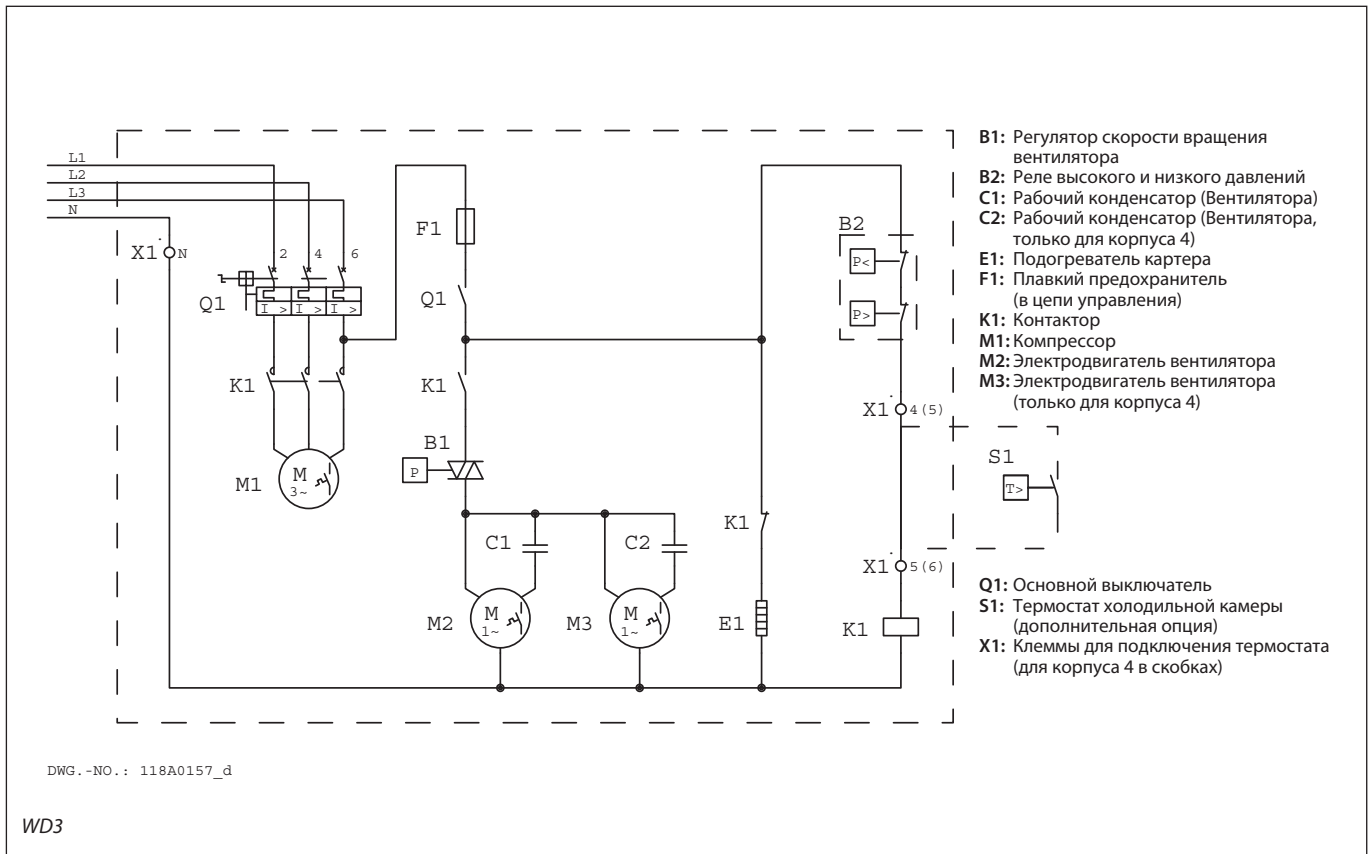 L1
L2
L3
N
X1 N
2 4 6
Q1
I > I > I >
K1
M1
M
3~
F1
Q1
K1
B1
P
C1
C2
M2
M
1~
M3
M
1~
K1
E1
B2
P<
P>
X1 4(5)
S1
T>
X1 5(6)
K1
B1: Регулятор скорости вращения
вентилятора
B2: Реле высокого и низкого давлений
C1: Рабочий конденсатор (Вентилятора)
C2: Рабочий конденсатор (Вентилятора,
только для корпуса 4)
E1: Подогреватель картера
F1: Плавкий предохранитель
(в цепи управления)
K1: Контактор
M1: Компрессор
M2: Электродвигатель вентилятора
M3: Электродвигатель вентилятора
(только для корпуса 4)
Q1: Основной выключатель
S1: Термостат холодильной камеры
(дополнительная опция)
X1: Клеммы для подключения термостата
(для корпуса 4 в скобках)
DWG.-NO.: 118A0157_d
WD3